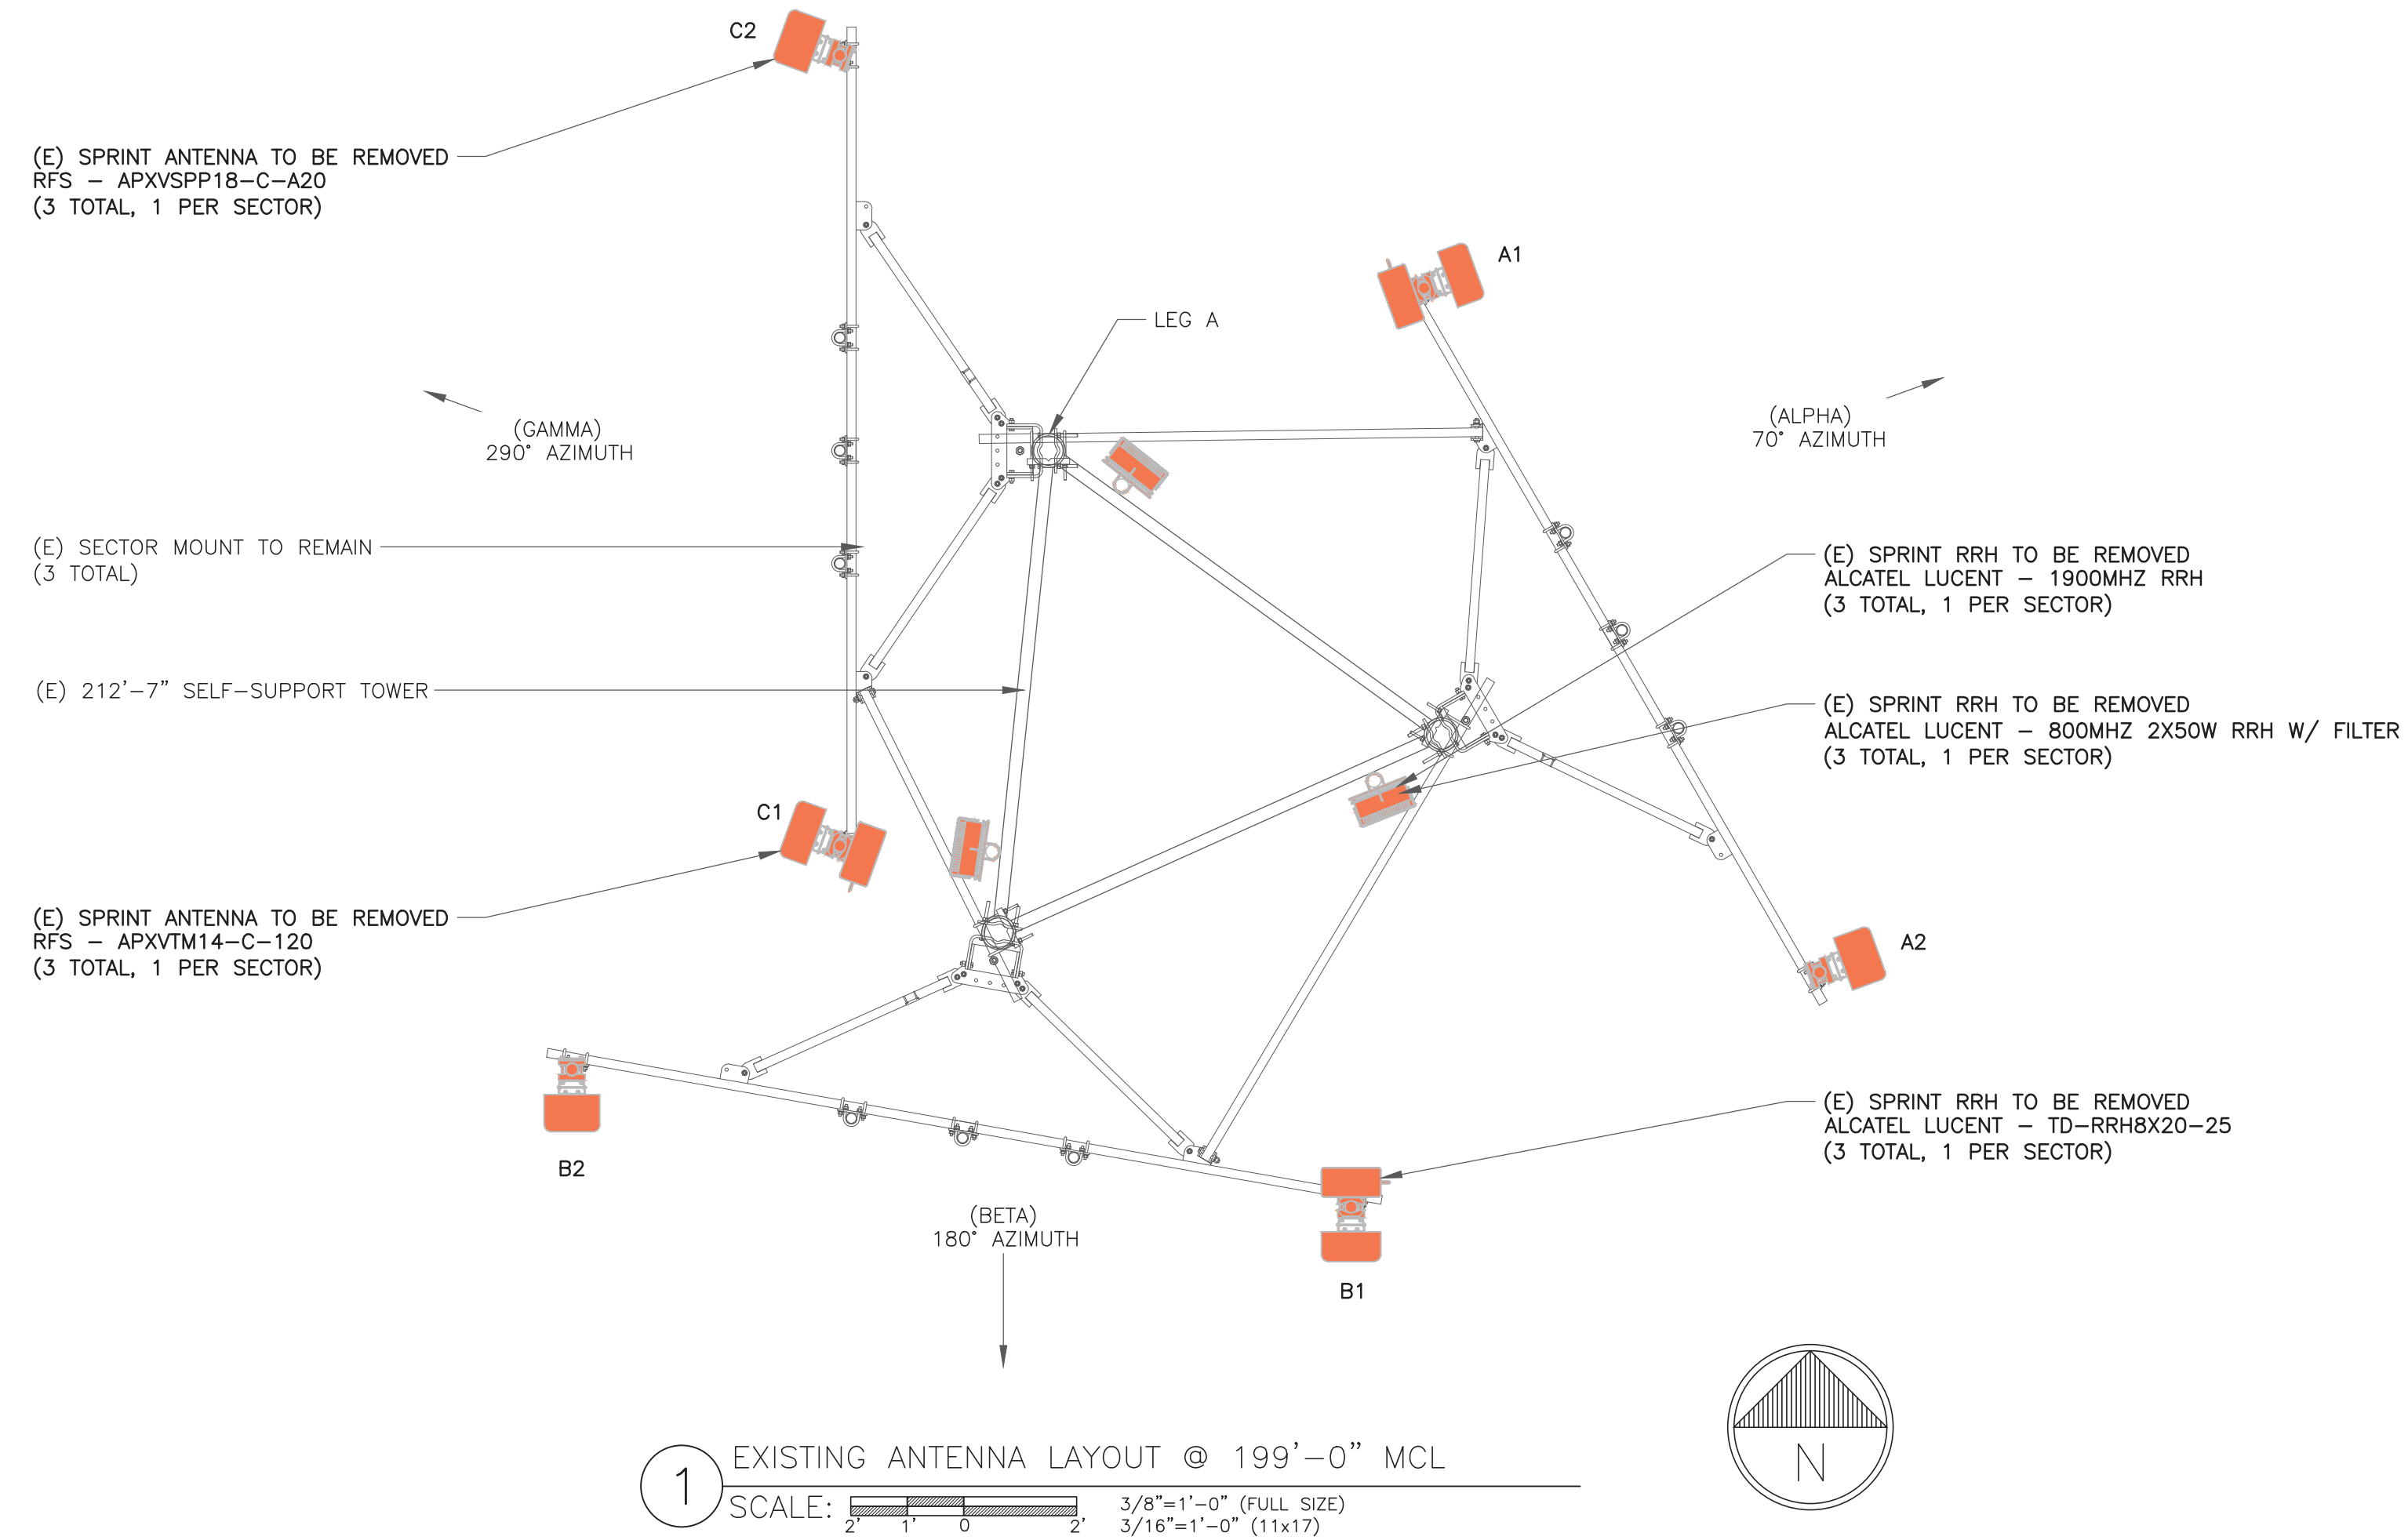 C2
(E) SPRINT ANTENNA TO BE REMOVED
RFS – APXVSPP18–C–A20
(3 TOTAL, 1 PER SECTOR)
A1
LEG A
(GAMMA)
290° AZIMUTH
(ALPHA)
70° AZIMUTH
(E) SECTOR MOUNT TO REMAIN
(3 TOTAL)
(E) SPRINT RRH TO BE REMOVED
ALCATEL LUCENT – 1900MHZ RRH
(3 TOTAL, 1 PER SECTOR)
(E) 212'–7" SELF–SUPPORT TOWER
(E) SPRINT RRH TO BE REMOVED
ALCATEL LUCENT – 800MHZ 2X50W RRH W/ FILTER
(3 TOTAL, 1 PER SECTOR)
C1
(E) SPRINT ANTENNA TO BE REMOVED
RFS – APXVTM14–C–120
(3 TOTAL, 1 PER SECTOR)
A2
(E) SPRINT RRH TO BE REMOVED
ALCATEL LUCENT – TD–RRH8X20–25
(3 TOTAL, 1 PER SECTOR)
B2
(BETA)
180° AZIMUTH
B1
N
1
EXISTING ANTENNA LAYOUT @ 199'–0" MCL
SCALE:
2' 1' 0 2'
3/8"=1'–0" (FULL SIZE)
3/16"=1'–0" (11x17)